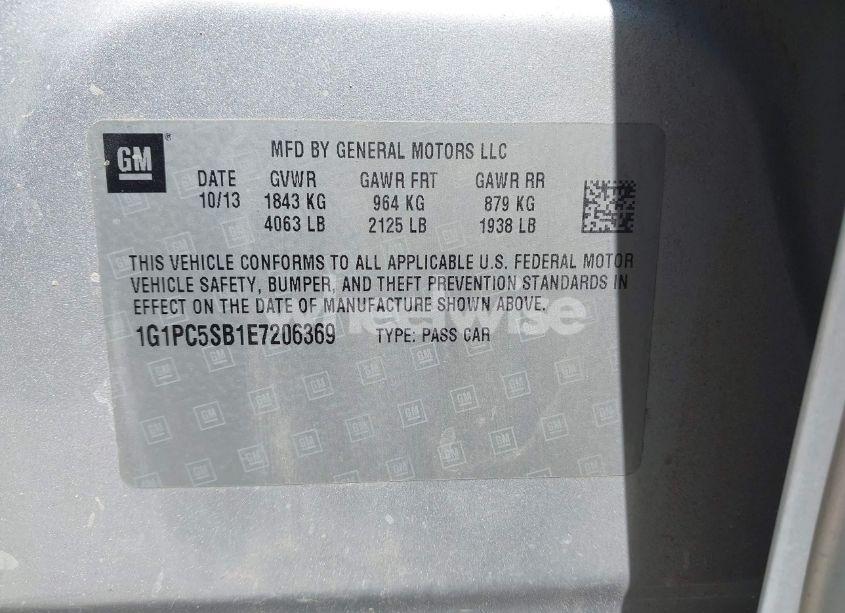 GM
MFD BY GENERAL MOTORS LLC
DATE GVWR GAWR FRT GAWR RR
10/13 1843 KG 964 KG 879 KG
4063 LB 2125 LB 1938 LB
THIS VEHICLE CONFORMS TO ALL APPLICABLE U.S. FEDERAL MOTOR
VEHICLE SAFETY, BUMPER, AND THEFT PREVENTION STANDARDS IN
EFFECT ON THE DATE OF MANUFACTURE SHOWN ABOVE.
1G1PC5SB1E7206369 TYPE: PASS CAR
wheelwise